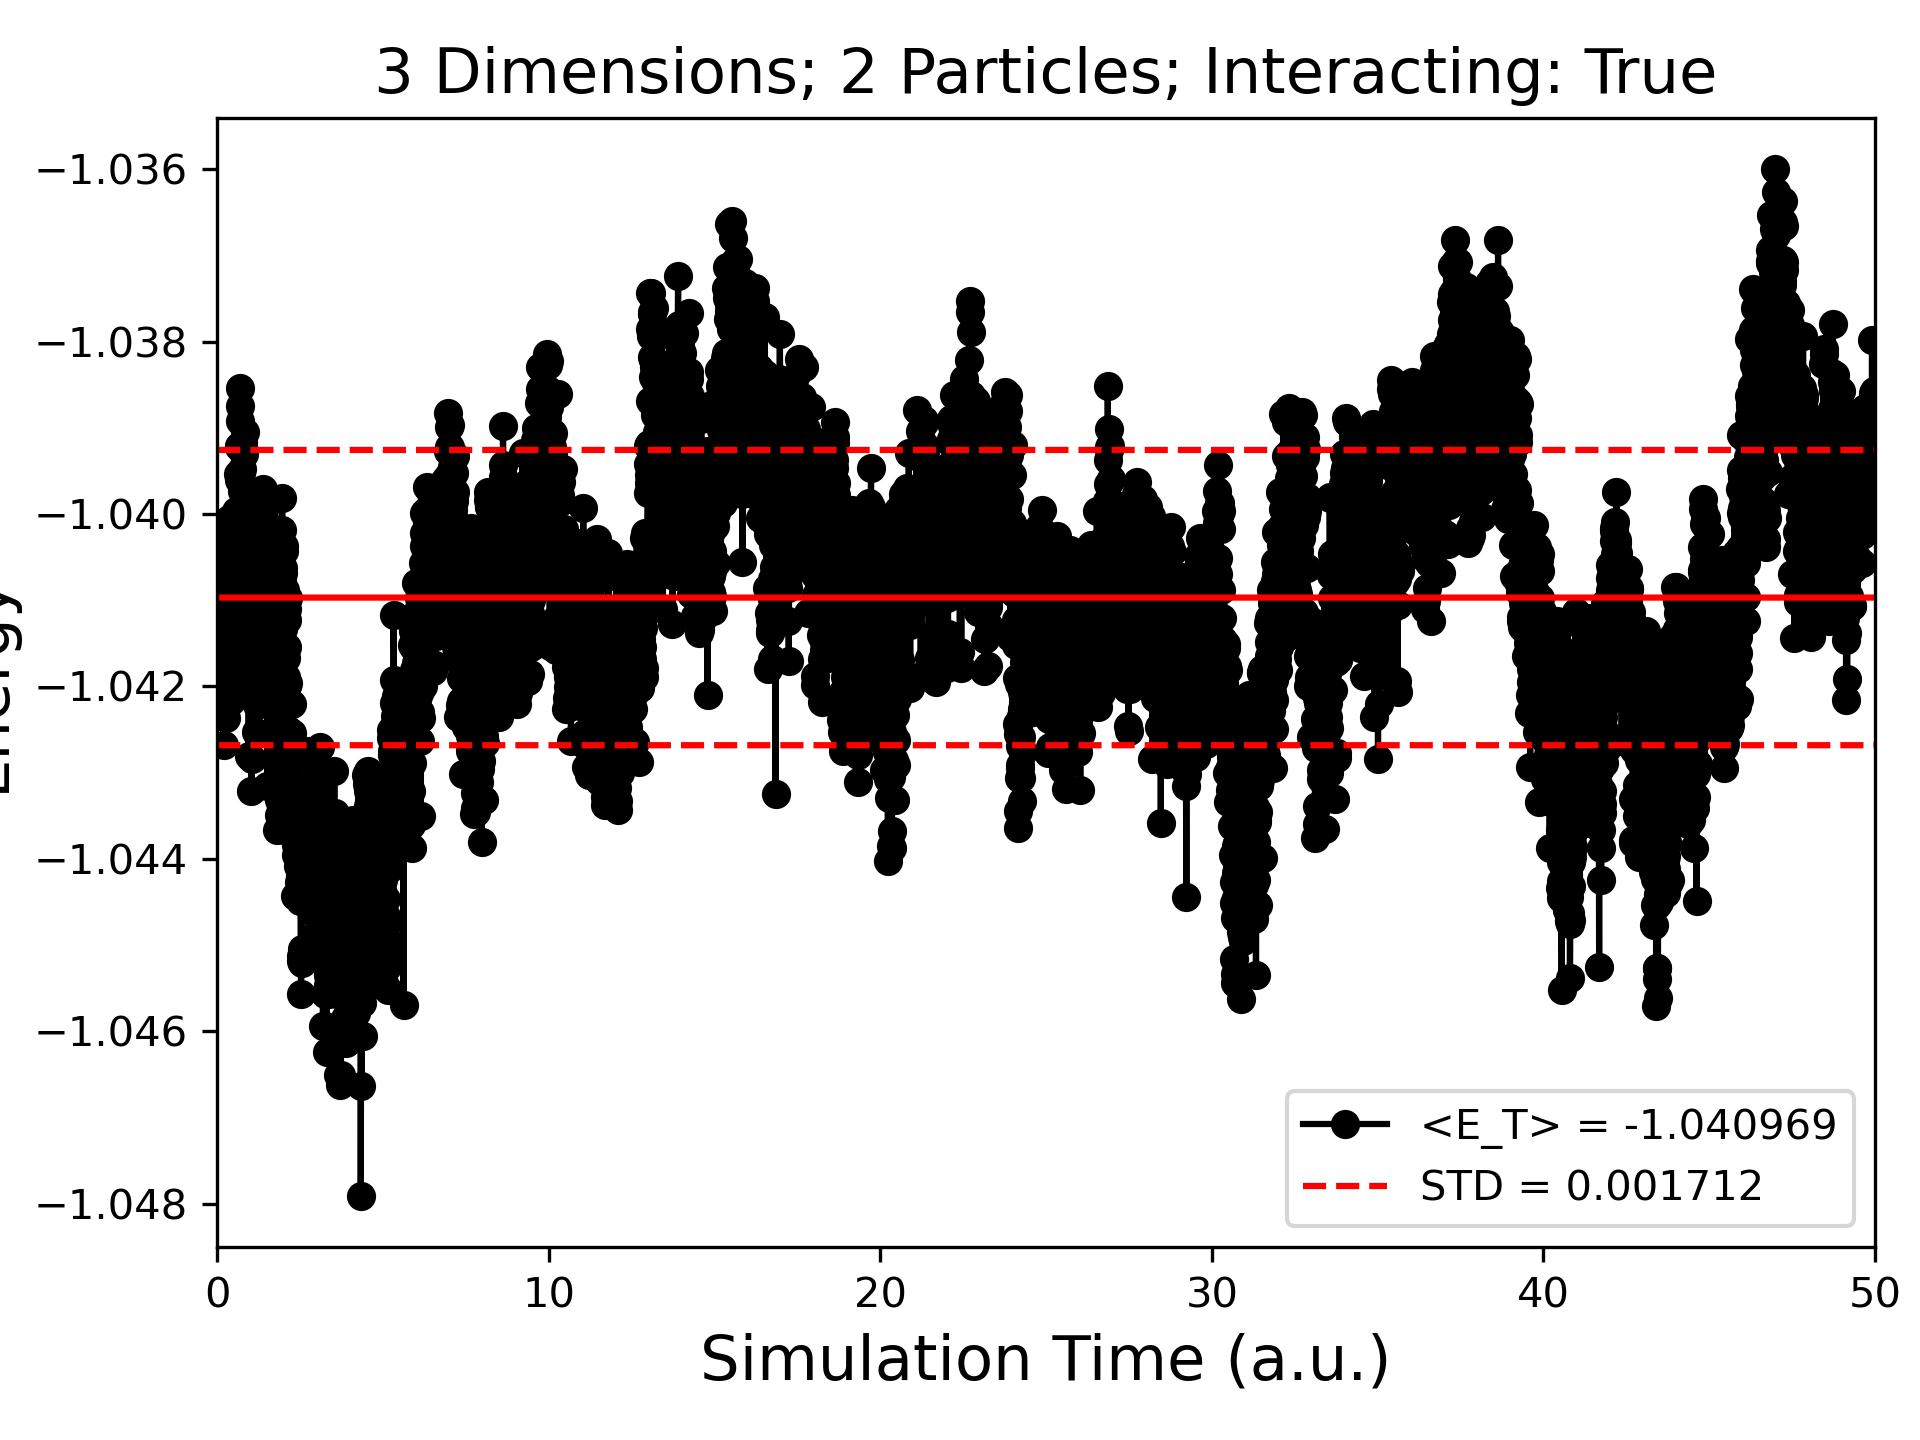 3 Dimensions; 2 Particles; Interacting: True
Energy
−1.036
−1.038
−1.040
−1.042
−1.044
−1.046
−1.048
<E_T> = -1.040969
STD = 0.001712
0 10 20 30 40 50
Simulation Time (a.u.)